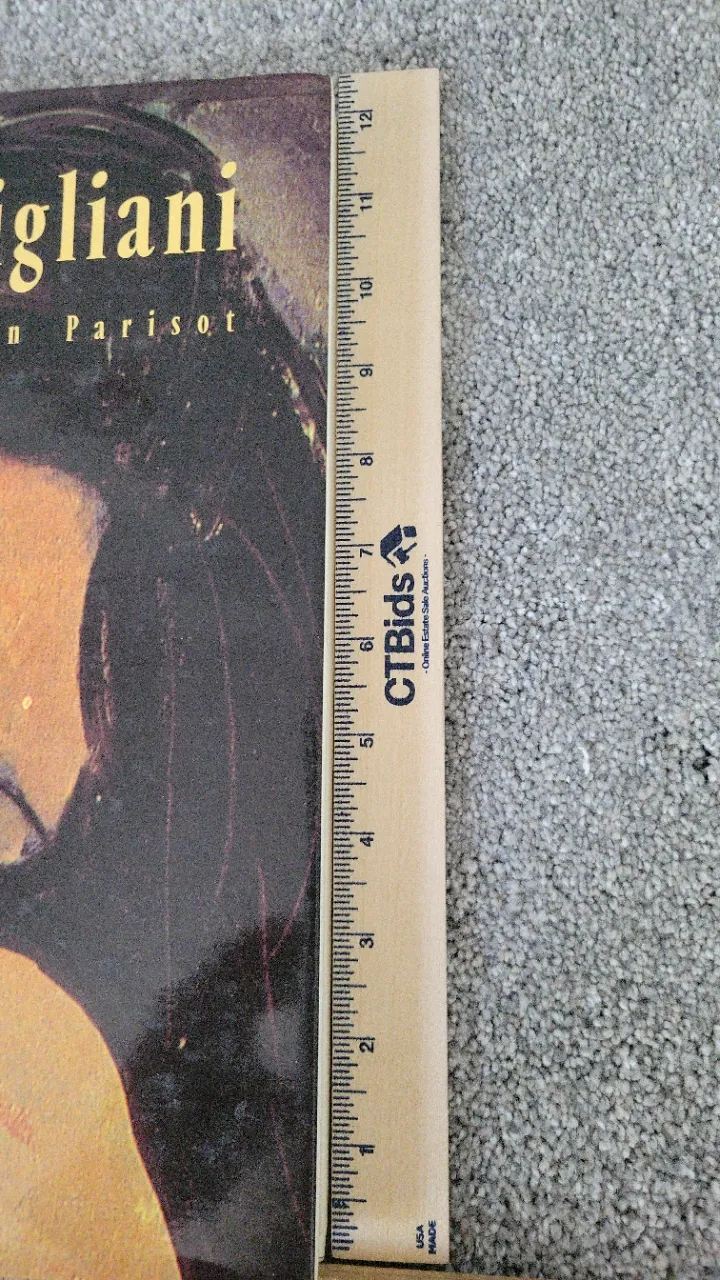 igliani
n Parisot
12
11
10
9
8
7
6
5
4
3
2
1
CTBids
- Online Estate Sale Auctions -
USA
MADE